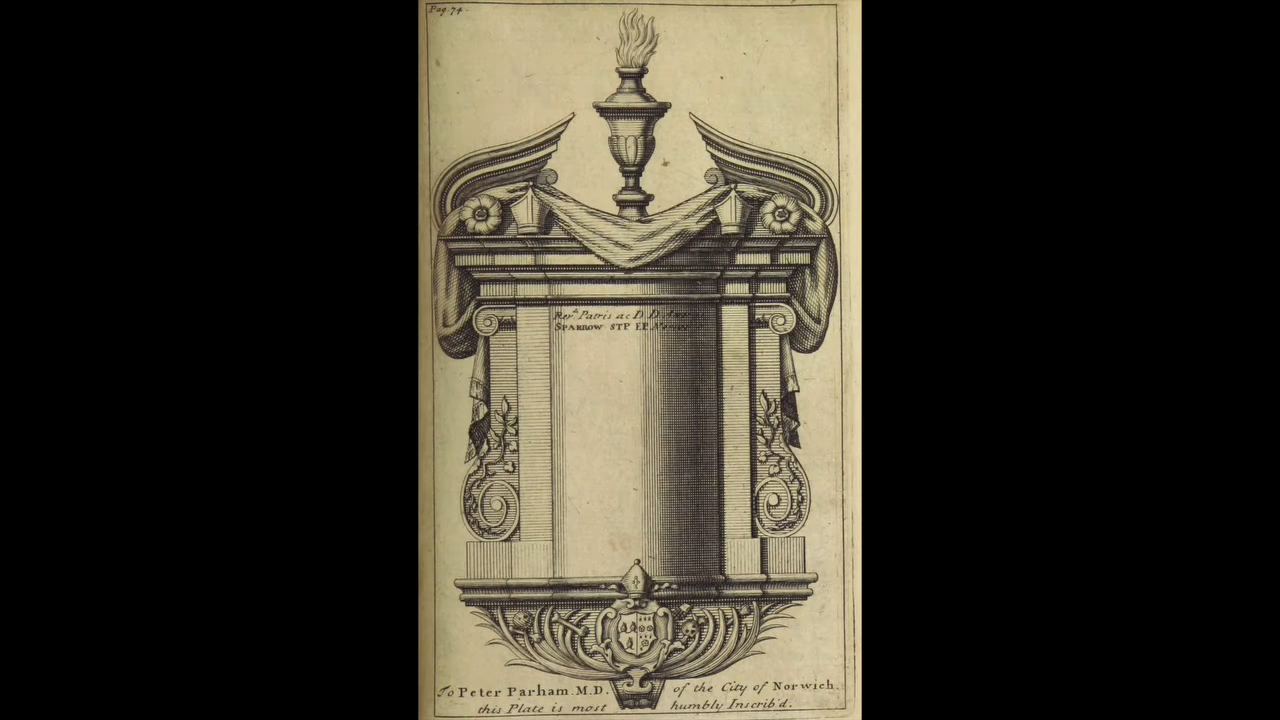 Pag. 74.
Rev.^di Patris ac D.D.
SPARROW STP EP.
To Peter Parham. M.D. of the City of Norwich.
this Plate is most humbly Inscrib'd.